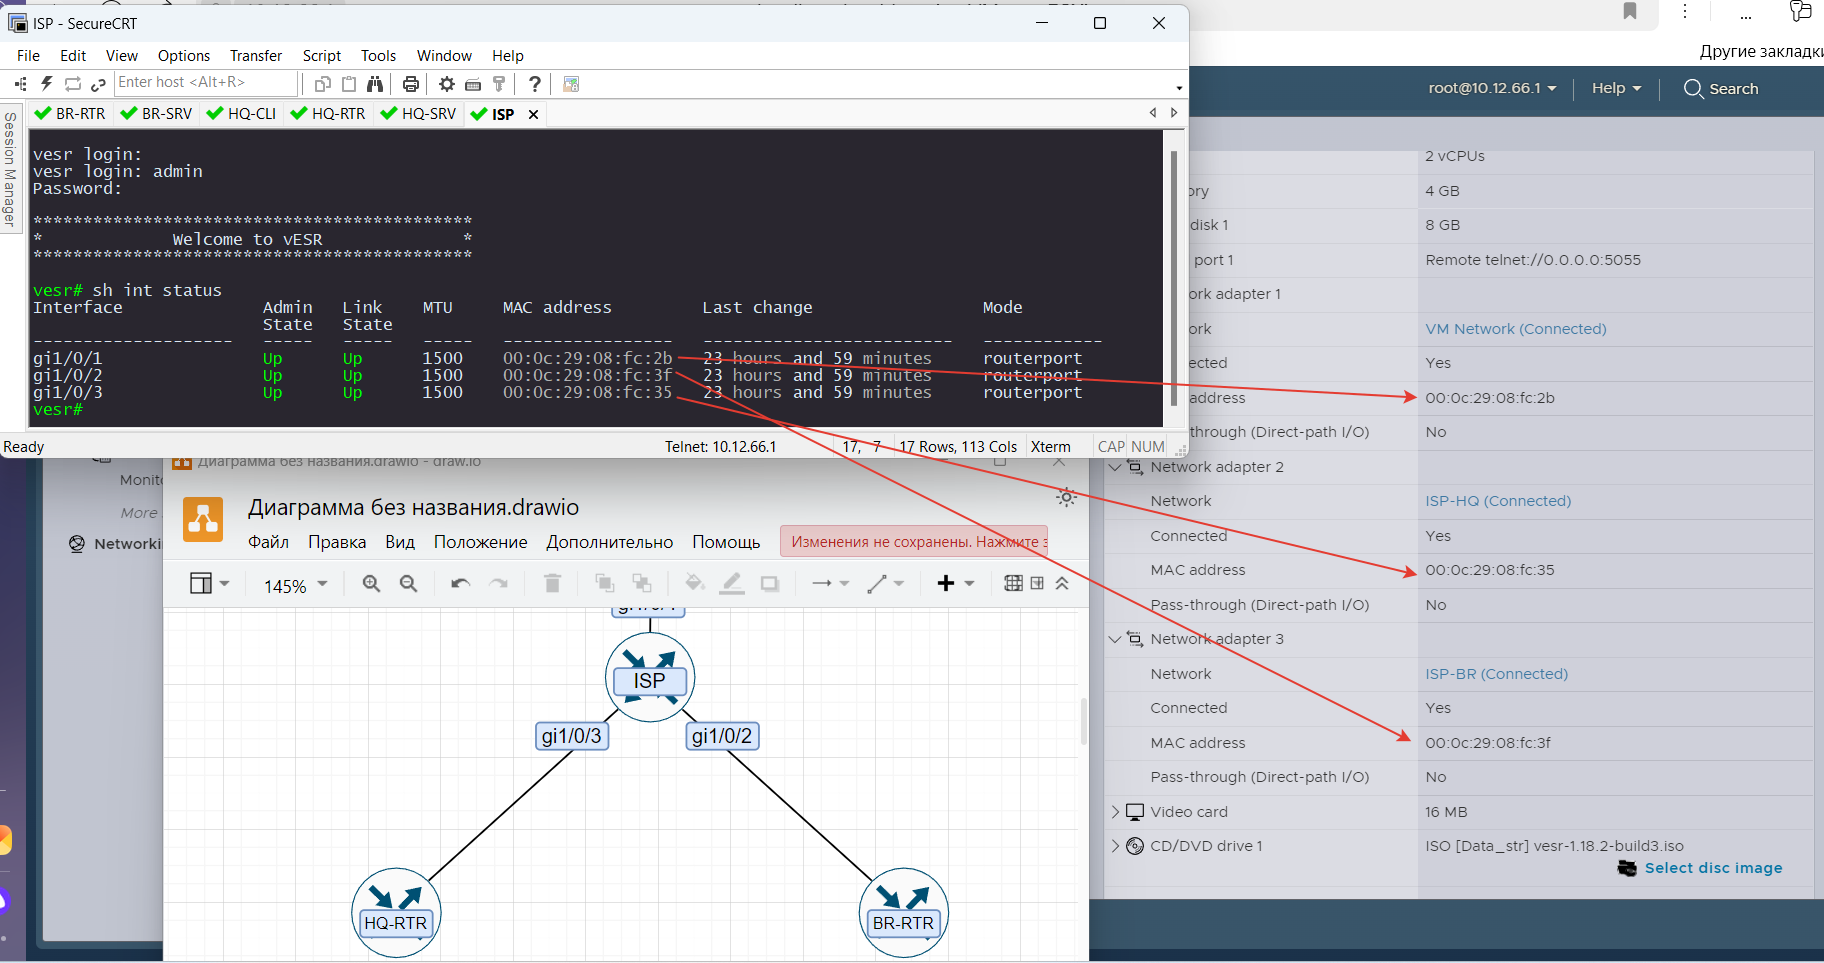 ISP - SecureCRT
File Edit View Options Transfer Script Tools Window Help
Enter host <Alt+R>
BR-RTR BR-SRV HQ-CLI HQ-RTR HQ-SRV ISP
Session Manager
vesr login:
vesr login: admin
Password:
********************************************
* Welcome to vESR *
********************************************
vesr# sh int status
Interface Admin Link MTU MAC address Last change Mode
State State
-------------------- ----- ----- ----- ----------------- ------------------------- ------------
gi1/0/1 Up Up 1500 00:0c:29:08:fc:2b 23 hours and 59 minutes routerport
gi1/0/2 Up Up 1500 00:0c:29:08:fc:3f 23 hours and 59 minutes routerport
gi1/0/3 Up Up 1500 00:0c:29:08:fc:35 23 hours and 59 minutes routerport
vesr#
Ready Telnet: 10.12.66.1 17, 7 17 Rows, 113 Cols Xterm CAP NUM
Другие закладки
root@10.12.66.1 Help Search
2 vCPUs
ory 4 GB
disk 1 8 GB
port 1 Remote telnet://0.0.0.0:5055
ork adapter 1
ork VM Network (Connected)
ected Yes
address 00:0c:29:08:fc:2b
through (Direct-path I/O) No
Network adapter 2
Network ISP-HQ (Connected)
Connected Yes
MAC address 00:0c:29:08:fc:35
Pass-through (Direct-path I/O) No
Network adapter 3
Network ISP-BR (Connected)
Connected Yes
MAC address 00:0c:29:08:fc:3f
Pass-through (Direct-path I/O) No
Video card 16 MB
CD/DVD drive 1 ISO [Data_str] vesr-1.18.2-build3.iso
Select disc image
Monit
More
Networki
Диаграмма без названия.drawio - draw.io
Диаграмма без названия.drawio
Файл Правка Вид Положение Дополнительно Помощь Изменения не сохранены. Нажмите з
145%
ISP
gi1/0/3 gi1/0/2
HQ-RTR BR-RTR